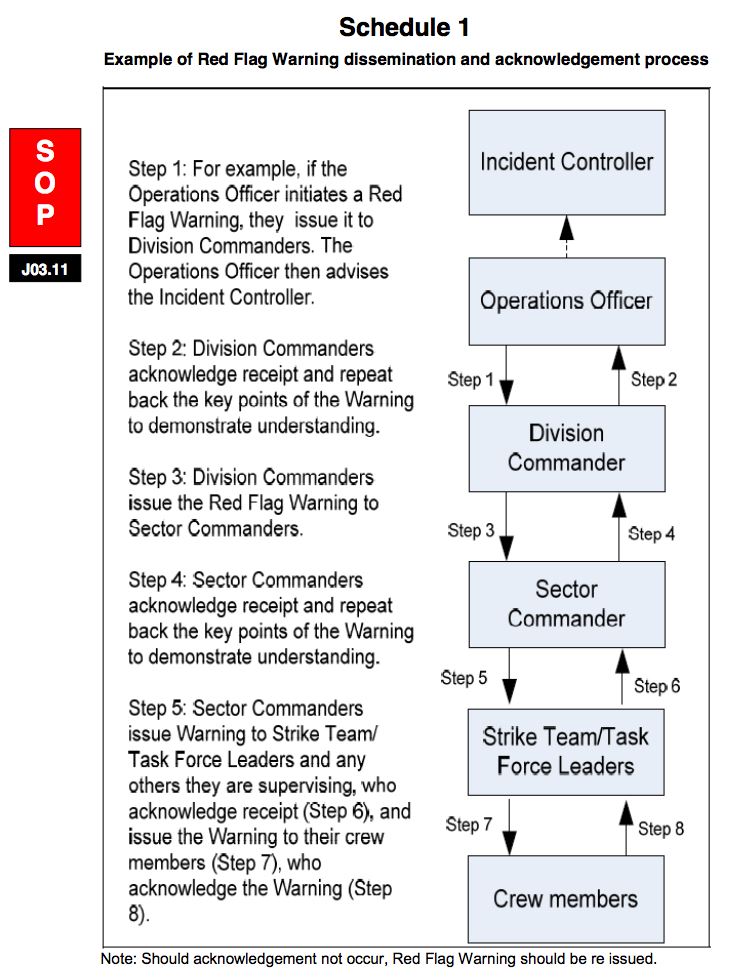 Schedule 1
Example of Red Flag Warning dissemination and acknowledgement process
S
O
P
J03.11
Step 1: For example, if the
Operations Officer initiates a Red
Flag Warning, they issue it to
Division Commanders. The
Operations Officer then advises
the Incident Controller.
Step 2: Division Commanders
acknowledge receipt and repeat
back the key points of the Warning
to demonstrate understanding.
Step 3: Division Commanders
issue the Red Flag Warning to
Sector Commanders.
Step 4: Sector Commanders
acknowledge receipt and repeat
back the key points of the Warning
to demonstrate understanding.
Step 5: Sector Commanders
issue Warning to Strike Team/
Task Force Leaders and any
others they are supervising, who
acknowledge receipt (Step 6), and
issue the Warning to their crew
members (Step 7), who
acknowledge the Warning (Step
8).
Incident Controller
Operations Officer
Step 1
Step 2
Division
Commander
Step 3
Step 4
Sector
Commander
Step 5
Step 6
Strike Team/Task
Force Leaders
Step 7
Step 8
Crew members
Note: Should acknowledgement not occur, Red Flag Warning should be re issued.